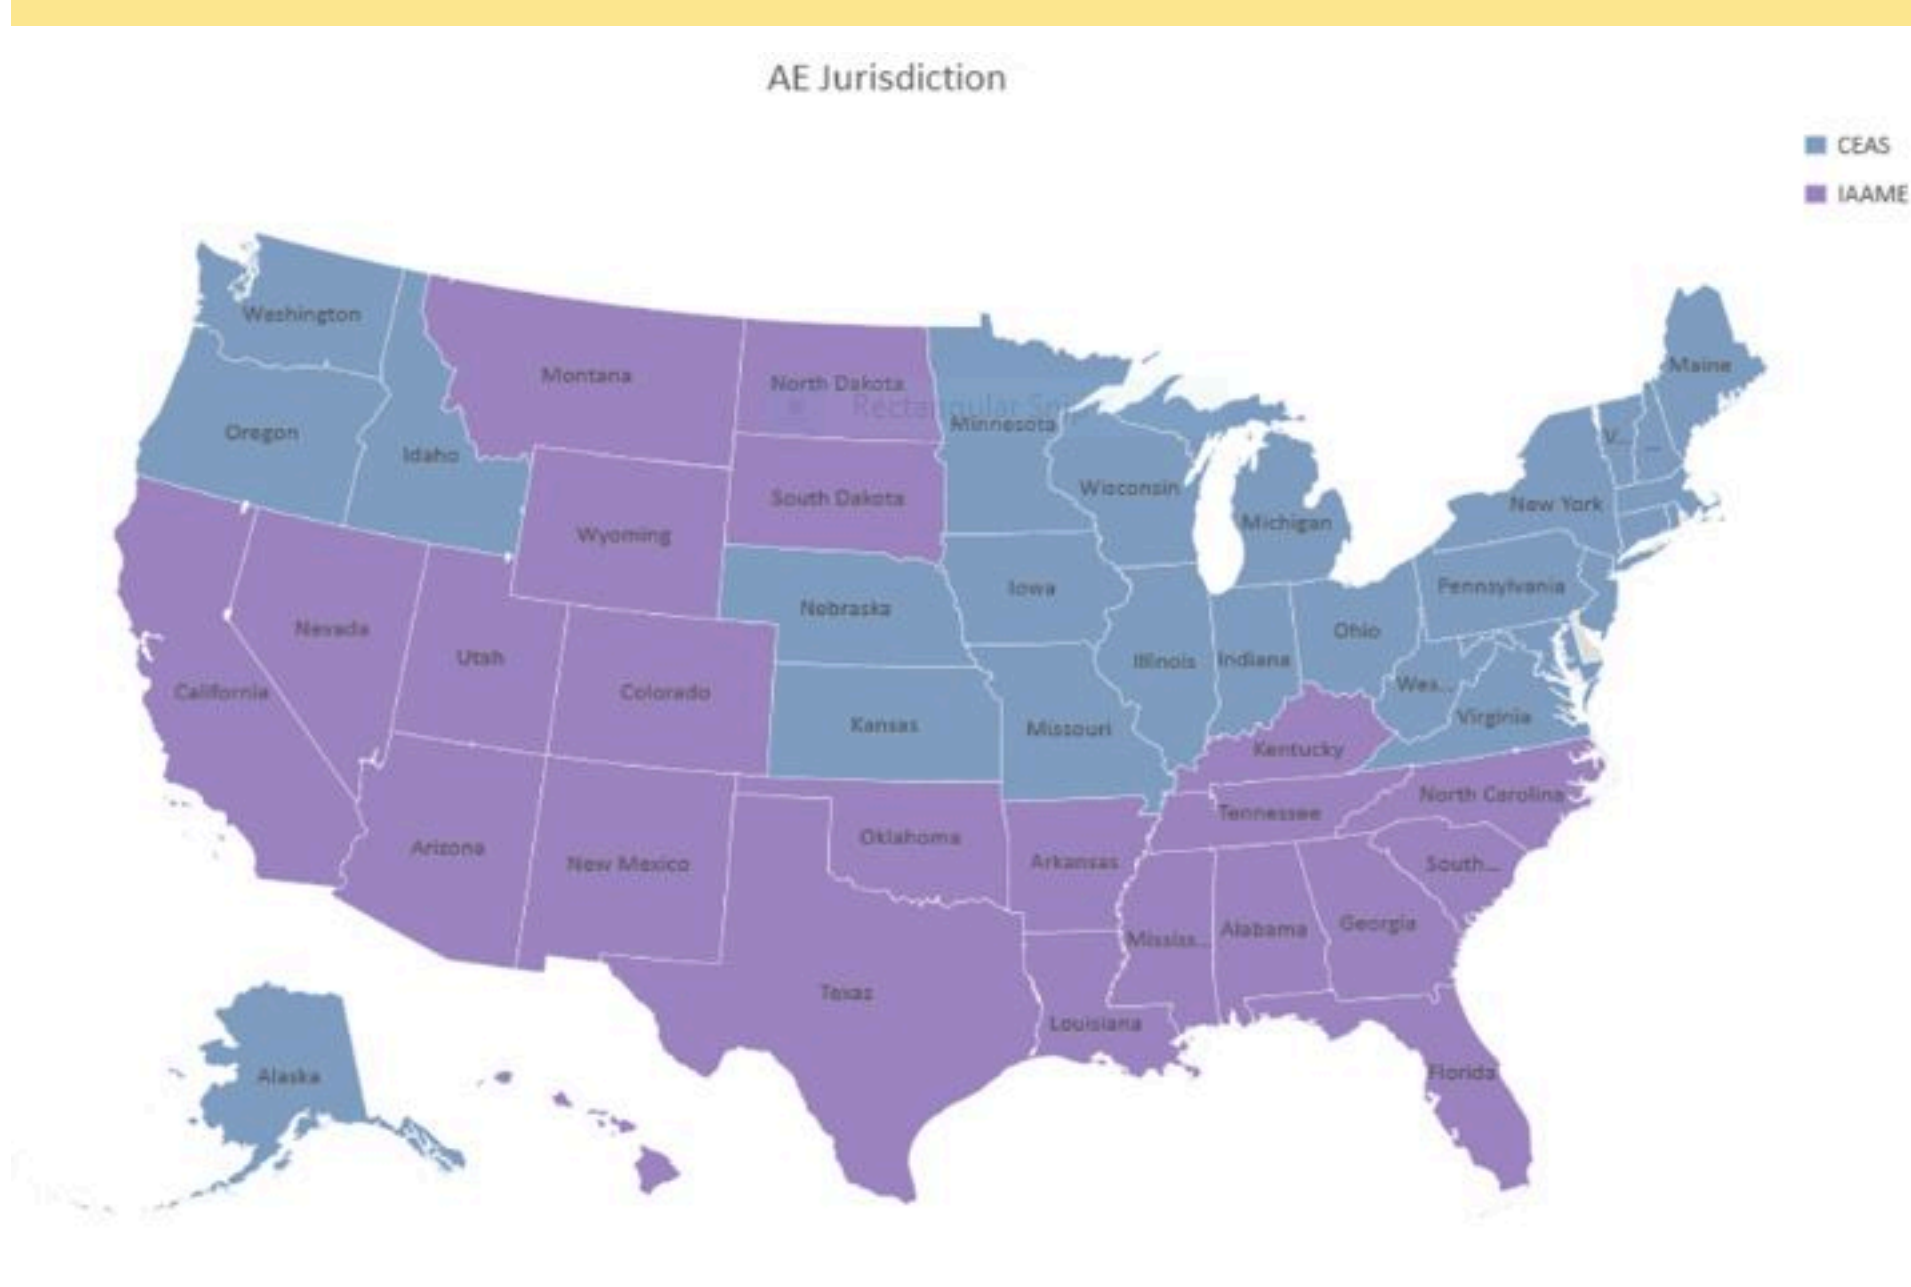 AE Jurisdiction
CEAS
IAAME
Washington
Montana
North Dakota
Minnesota
Maine
Oregon
Idaho
V...
...
Wisconsin
South Dakota
New York
Michigan
Wyoming
Iowa
Pennsylvania
Nebraska
Nevada
Ohio
Utah
Illinois
Indiana
California
Colorado
Wes...
Virginia
Kansas
Missouri
Kentucky
North Carolina
Tennessee
Oklahoma
Arizona
New Mexico
Arkansas
South...
Mississ...
Alabama
Georgia
Texas
Louisiana
Alaska
Florida
Rectangular